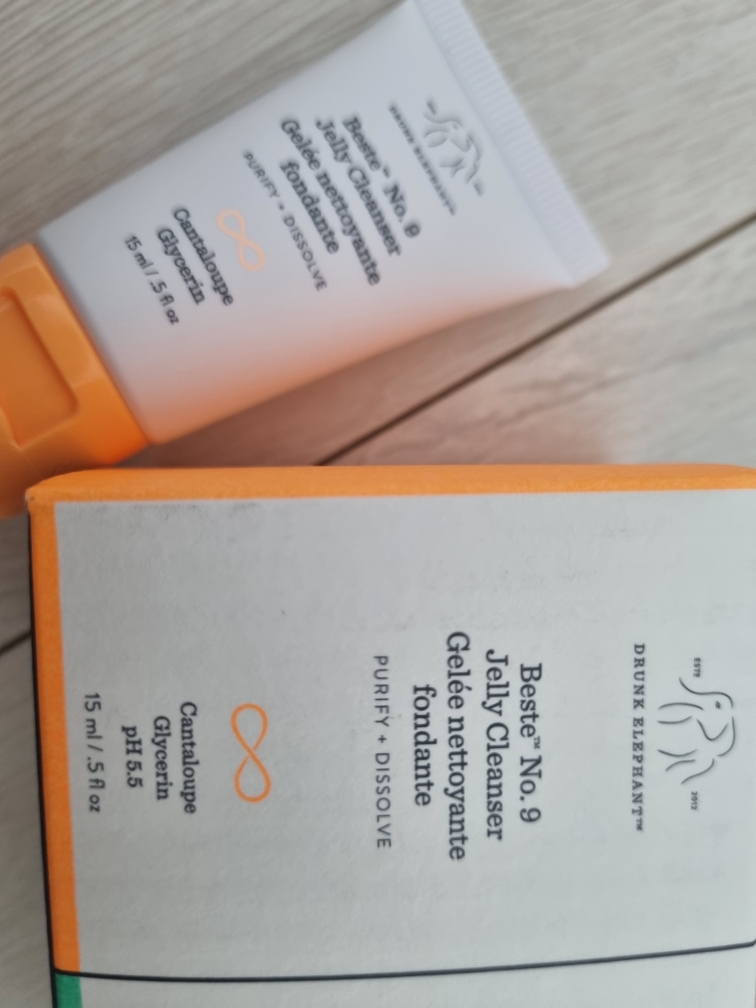 DRUNK ELEPHANT™
Beste™ No. 9
Jelly Cleanser
Gelée nettoyante
fondante
PURIFY + DISSOLVE
Cantaloupe
Glycerin
15 ml / .5 fl oz
ESTD 2012
DRUNK ELEPHANT™
Beste™ No. 9
Jelly Cleanser
Gelée nettoyante
fondante
PURIFY + DISSOLVE
Cantaloupe
Glycerin
pH 5.5
15 ml / .5 fl oz